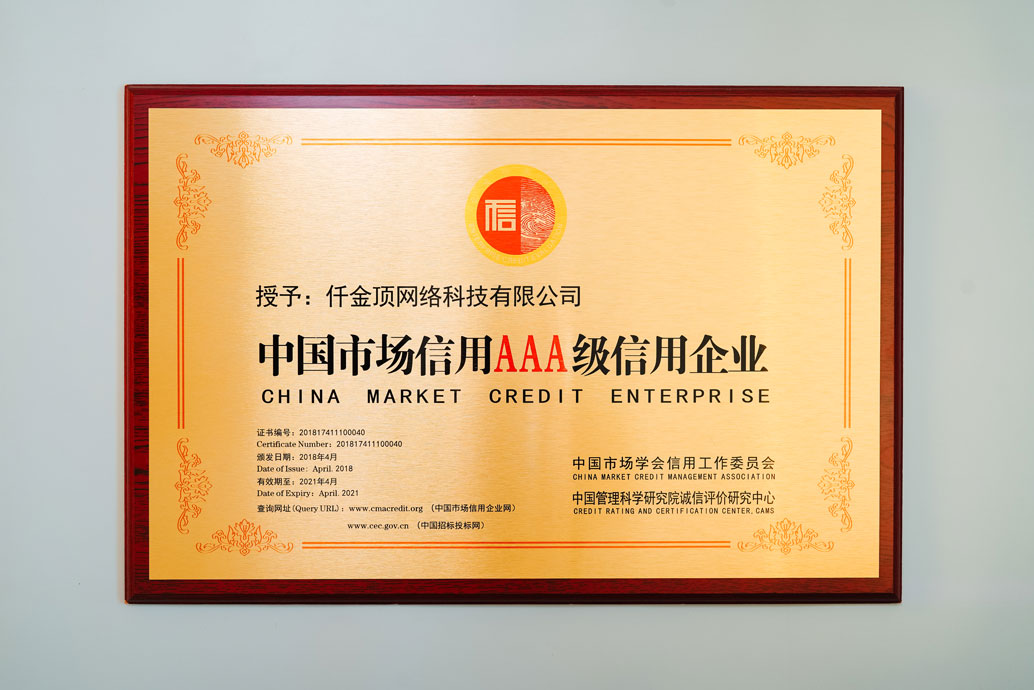 信
授予：仟金顶网络科技有限公司
中国市场信用AAA级信用企业
CHINA MARKET CREDIT ENTERPRISE
证书编号：201817411100040
Certificate Number：201817411100040
颁发日期：2018年4月
Date of Issue：April. 2018
有效期至：2021年4月
Date of Expiry：April. 2021
查询网址(Query URL)：www.cmacredit.org （中国市场信用企业网）
www.cec.gov.cn （中国招标投标网）
中国市场学会信用工作委员会
CHINA MARKET CREDIT MANAGEMENT ASSOCIATION
中国管理科学研究院诚信评价研究中心
CREDIT RATING AND CERTIFICATION CENTER, CAMS